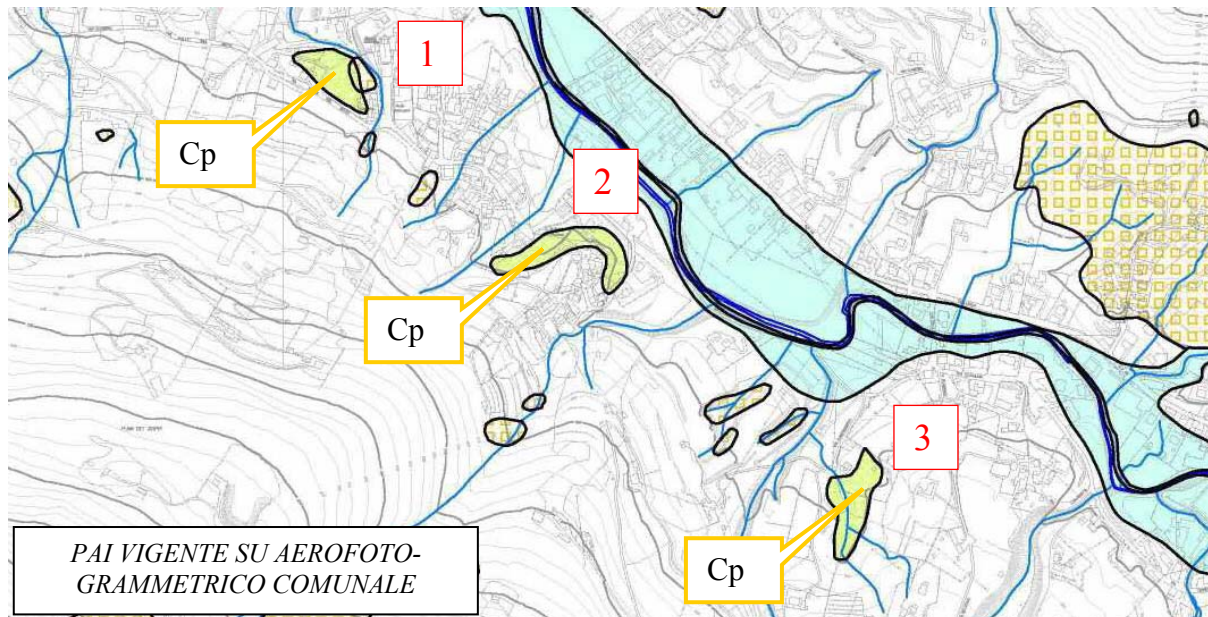 1
Cp
2
Cp
3
Cp
PAI VIGENTE SU AEROFOTO-
GRAMMETRICO COMUNALE